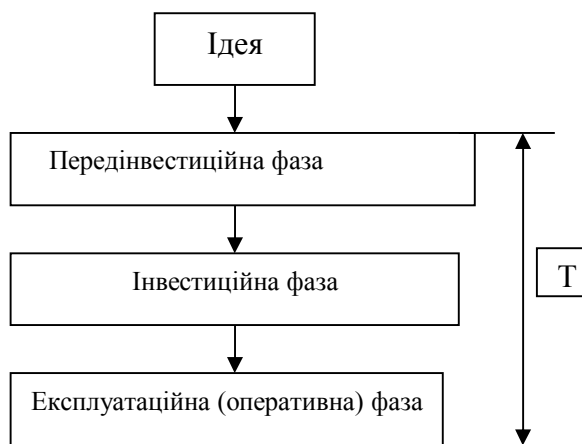 Ідея
Передінвестиційна фаза
Інвестиційна фаза
Т
Експлуатаційна (оперативна) фаза